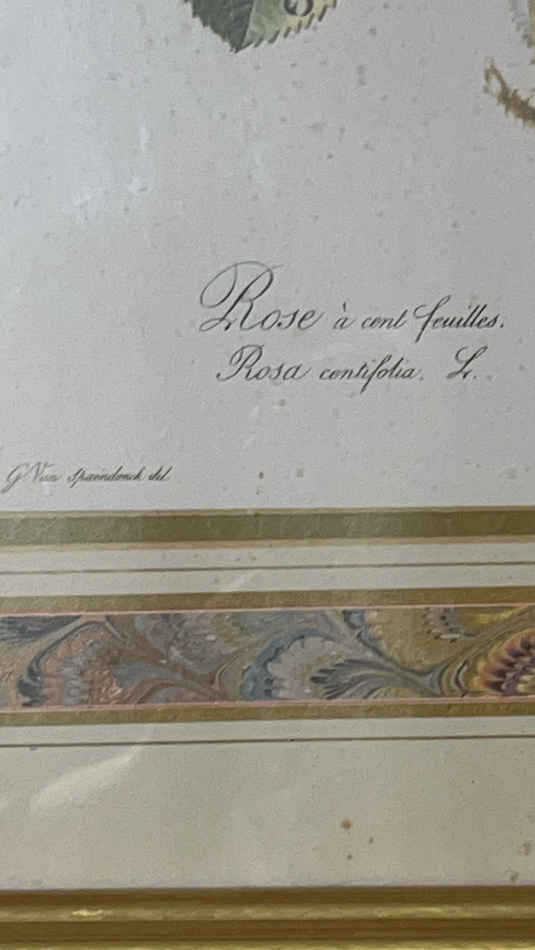 Rose à cent feuilles.
Rosa centifolia. L.
G Van Spaendonck del.